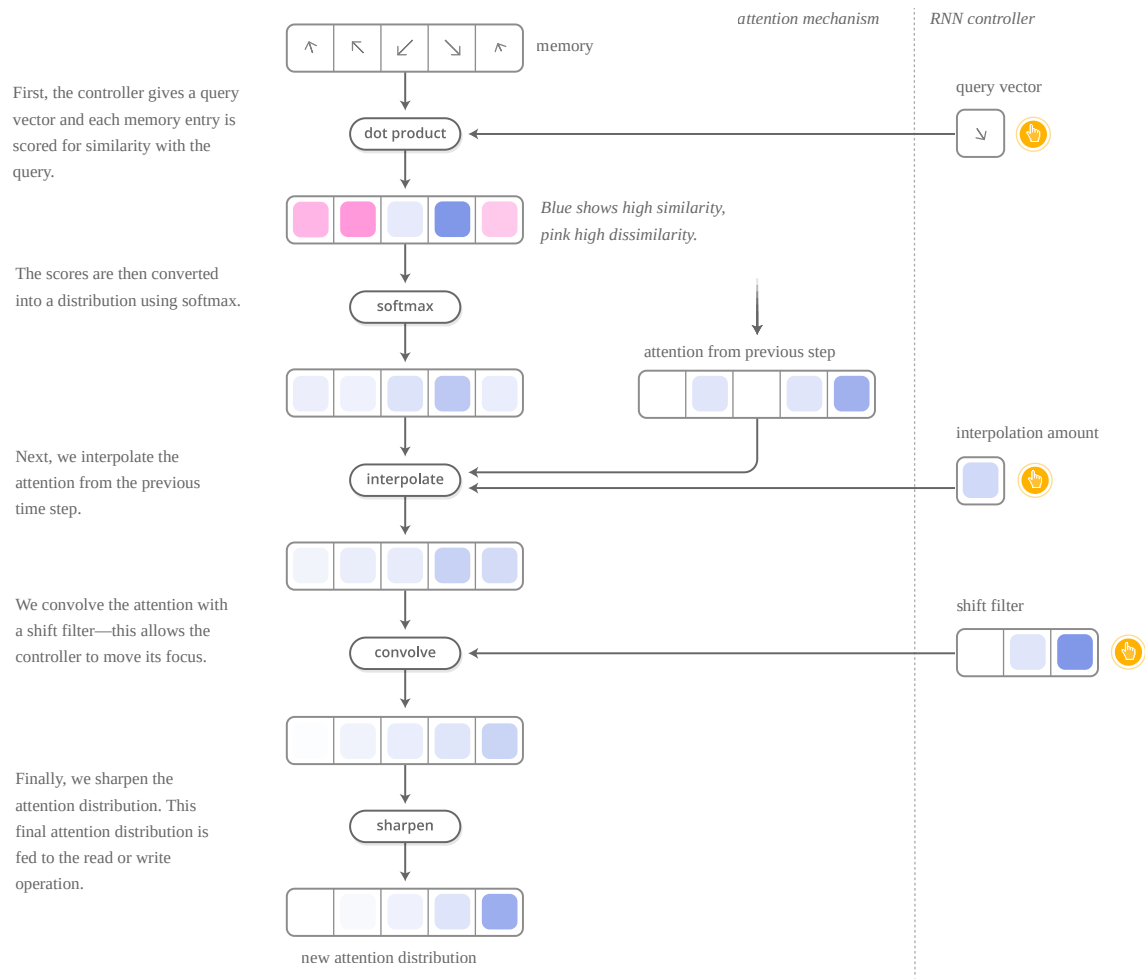 attention mechanism
RNN controller
memory
query vector
First, the controller gives a query
vector and each memory entry is
scored for similarity with the
query.
dot product
Blue shows high similarity,
pink high dissimilarity.
The scores are then converted
into a distribution using softmax.
softmax
attention from previous step
interpolation amount
Next, we interpolate the
attention from the previous
time step.
interpolate
We convolve the attention with
a shift filter—this allows the
controller to move its focus.
shift filter
convolve
Finally, we sharpen the
attention distribution. This
final attention distribution is
fed to the read or write
operation.
sharpen
new attention distribution